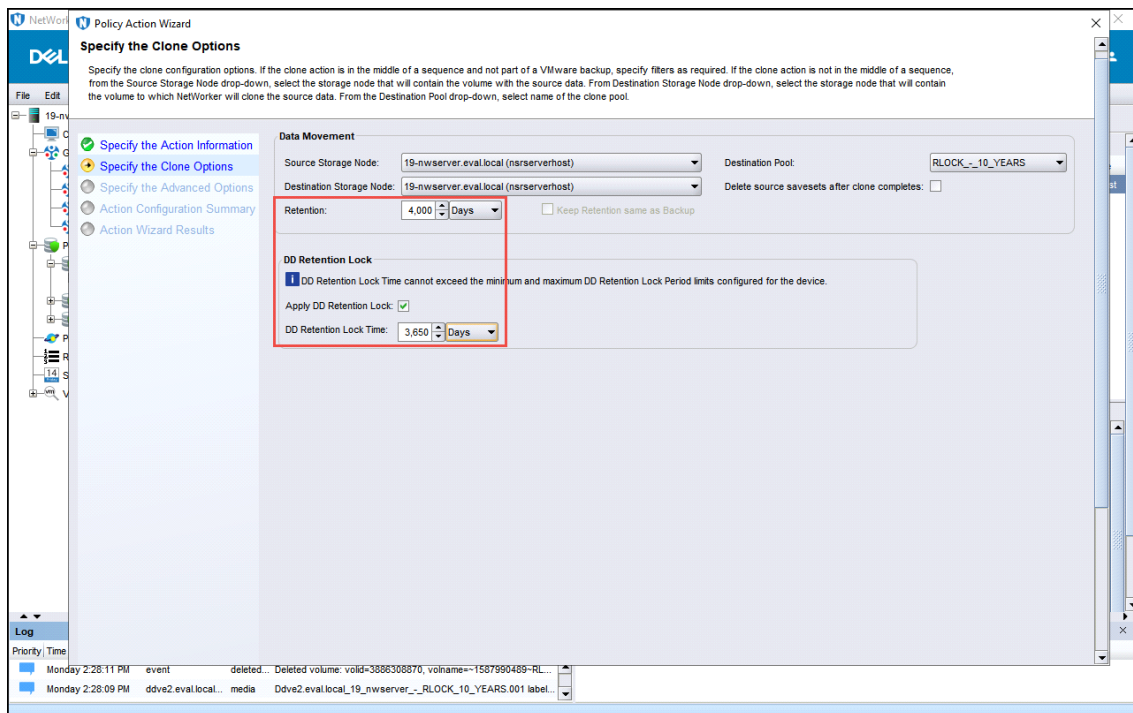 NetWork
Policy Action Wizard
DELL
Specify the Clone Options
Specify the clone configuration options. If the clone action is in the middle of a sequence and not part of a VMware backup, specify filters as required. If the clone action is not in the middle of a sequence,
from the Source Storage Node drop-down, select the storage node that will contain the volume with the source data. From Destination Storage Node drop-down, select the storage node that will contain
the volume to which NetWorker will clone the source data. From the Destination Pool drop-down, select name of the clone pool.
File Edit
19-nw
Specify the Action Information
Specify the Clone Options
Specify the Advanced Options
Action Configuration Summary
Action Wizard Results
Data Movement
Source Storage Node: 19-nwserver.eval.local (nsrserverhost) Destination Pool: RLOCK_-_10_YEARS
Destination Storage Node: 19-nwserver.eval.local (nsrserverhost) Delete source savesets after clone completes:
Retention: 4,000 Days Keep Retention same as Backup
DD Retention Lock
i DD Retention Lock Time cannot exceed the minimum and maximum DD Retention Lock Period limits configured for the device.
Apply DD Retention Lock:
DD Retention Lock Time: 3,650 Days
14
vm
Log
Priority Time
Monday 2:28:11 PM event deleted... Deleted volume: volid=3886308870, volname=~1587990489~RL...
Monday 2:28:09 PM ddve2.eval.local... media Ddve2.eval.local_19_nwserver_-_RLOCK_10_YEARS.001 label...